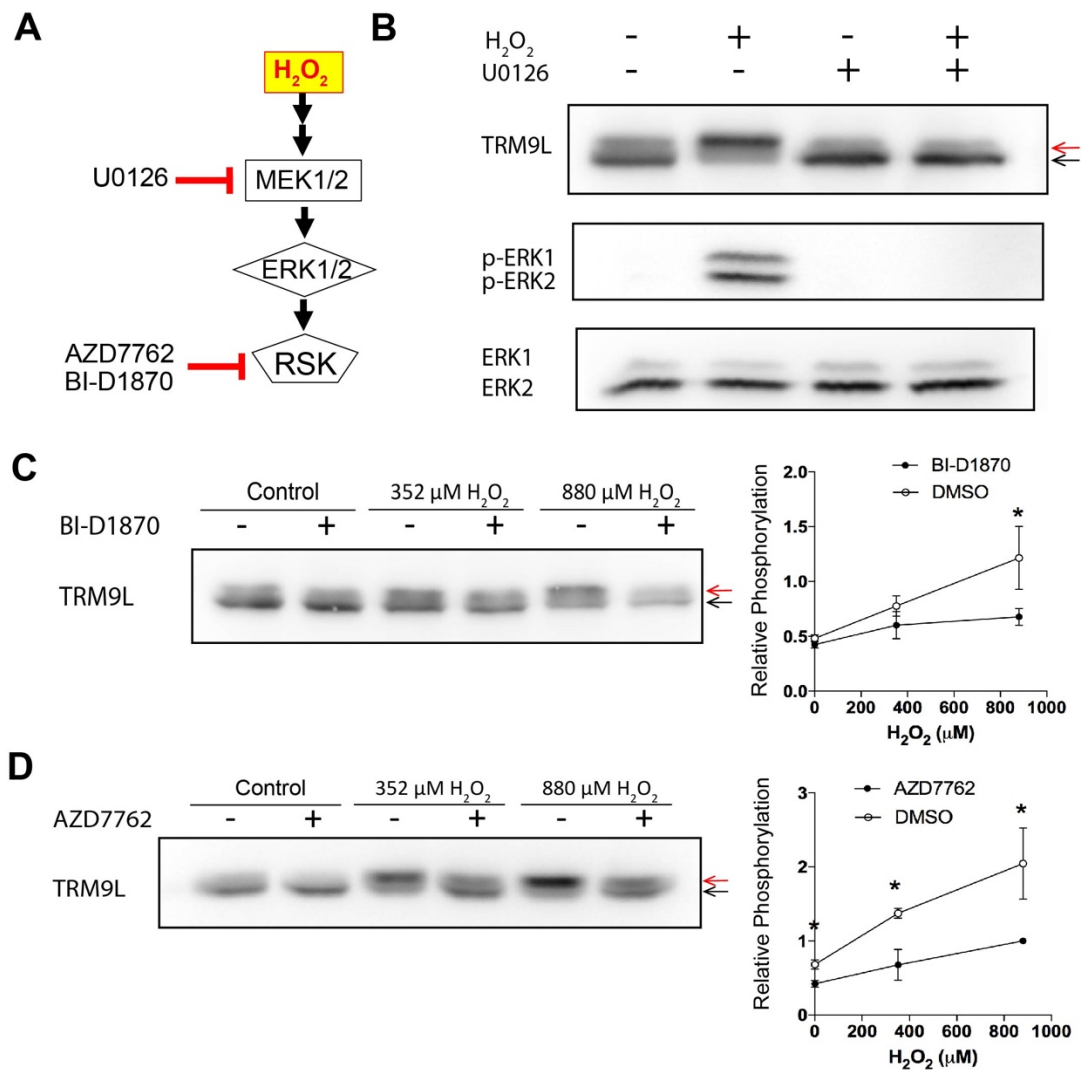 A
H₂O₂
U0126
MEK1/2
ERK1/2
AZD7762
BI-D1870
RSK
B
H₂O₂ - + - +
U0126 - - + +
TRM9L
p-ERK1
p-ERK2
ERK1
ERK2
C
Control 352 µM H₂O₂ 880 µM H₂O₂
BI-D1870 - + - + - +
TRM9L
BI-D1870
DMSO
Relative Phosphorylation
2.0
1.5
1.0
0.5
0.0
*
0 200 400 600 800 1000
H₂O₂ (µM)
D
Control 352 µM H₂O₂ 880 µM H₂O₂
AZD7762 - + - + - +
TRM9L
AZD7762
DMSO
Relative Phosphorylation
3
2
1
0
* * *
0 200 400 600 800 1000
H₂O₂ (µM)